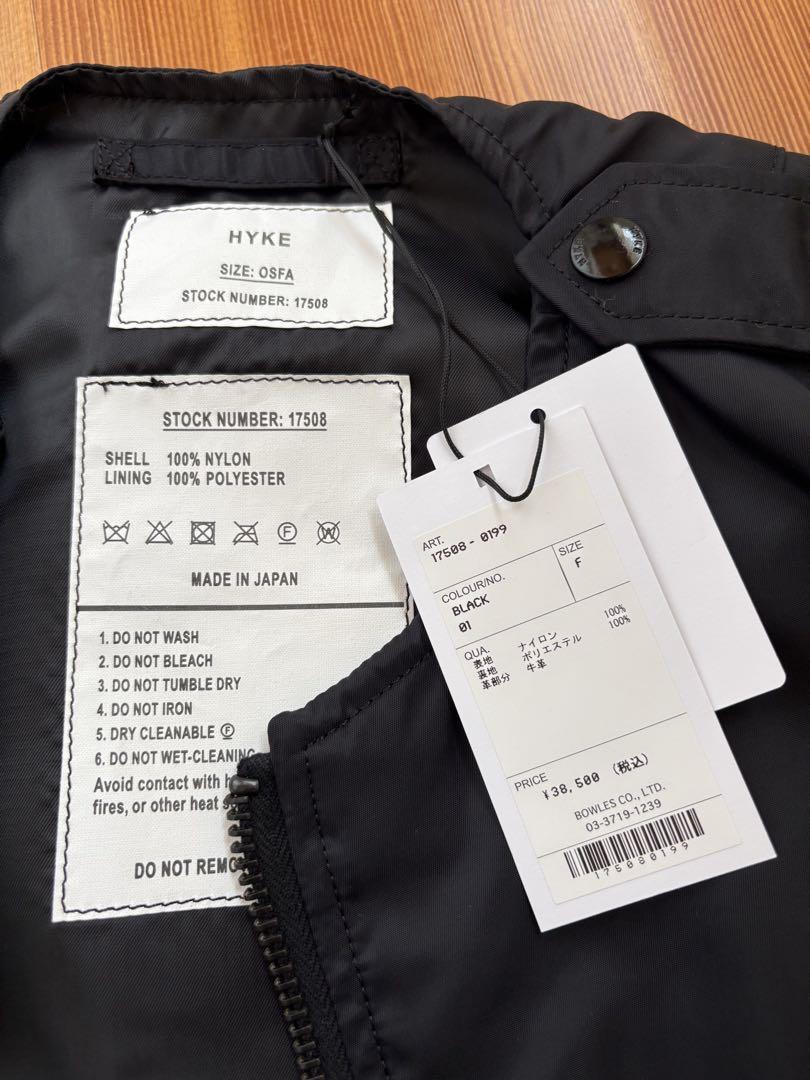 HYKE
SIZE: OSFA
STOCK NUMBER: 17508
STOCK NUMBER: 17508
SHELL 100% NYLON
LINING 100% POLYESTER
MADE IN JAPAN
1. DO NOT WASH
2. DO NOT BLEACH
3. DO NOT TUMBLE DRY
4. DO NOT IRON
5. DRY CLEANABLE Ⓕ
6. DO NOT WET-CLEANING
Avoid contact with
fires, or other heat
DO NOT
HYKE
HYKE
ART.
17508-0199
COLOUR/NO.
BLACK
01
SIZE
F
QUA.
表地 ナイロン 100%
裏地 ポリエステル 100%
革部分 牛革
PRICE
¥38,500 (税込)
BOWLES CO., LTD.
03-3719-1239
175080199